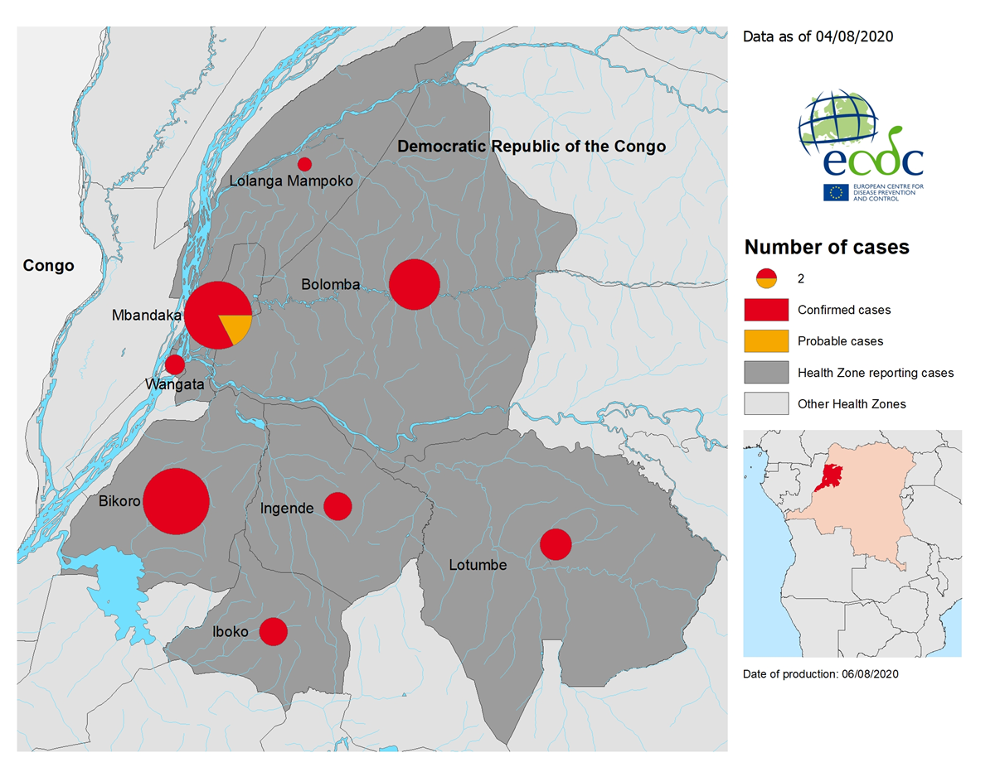 Data as of 04/08/2020
ecdc
EUROPEAN CENTRE FOR
DISEASE PREVENTION
AND CONTROL
Democratic Republic of the Congo
Lolanga Mampoko
Congo
Bolomba
Mbandaka
Wangata
Bikoro
Ingende
Lotumbe
Iboko
Number of cases
2
Confirmed cases
Probable cases
Health Zone reporting cases
Other Health Zones
Date of production: 06/08/2020